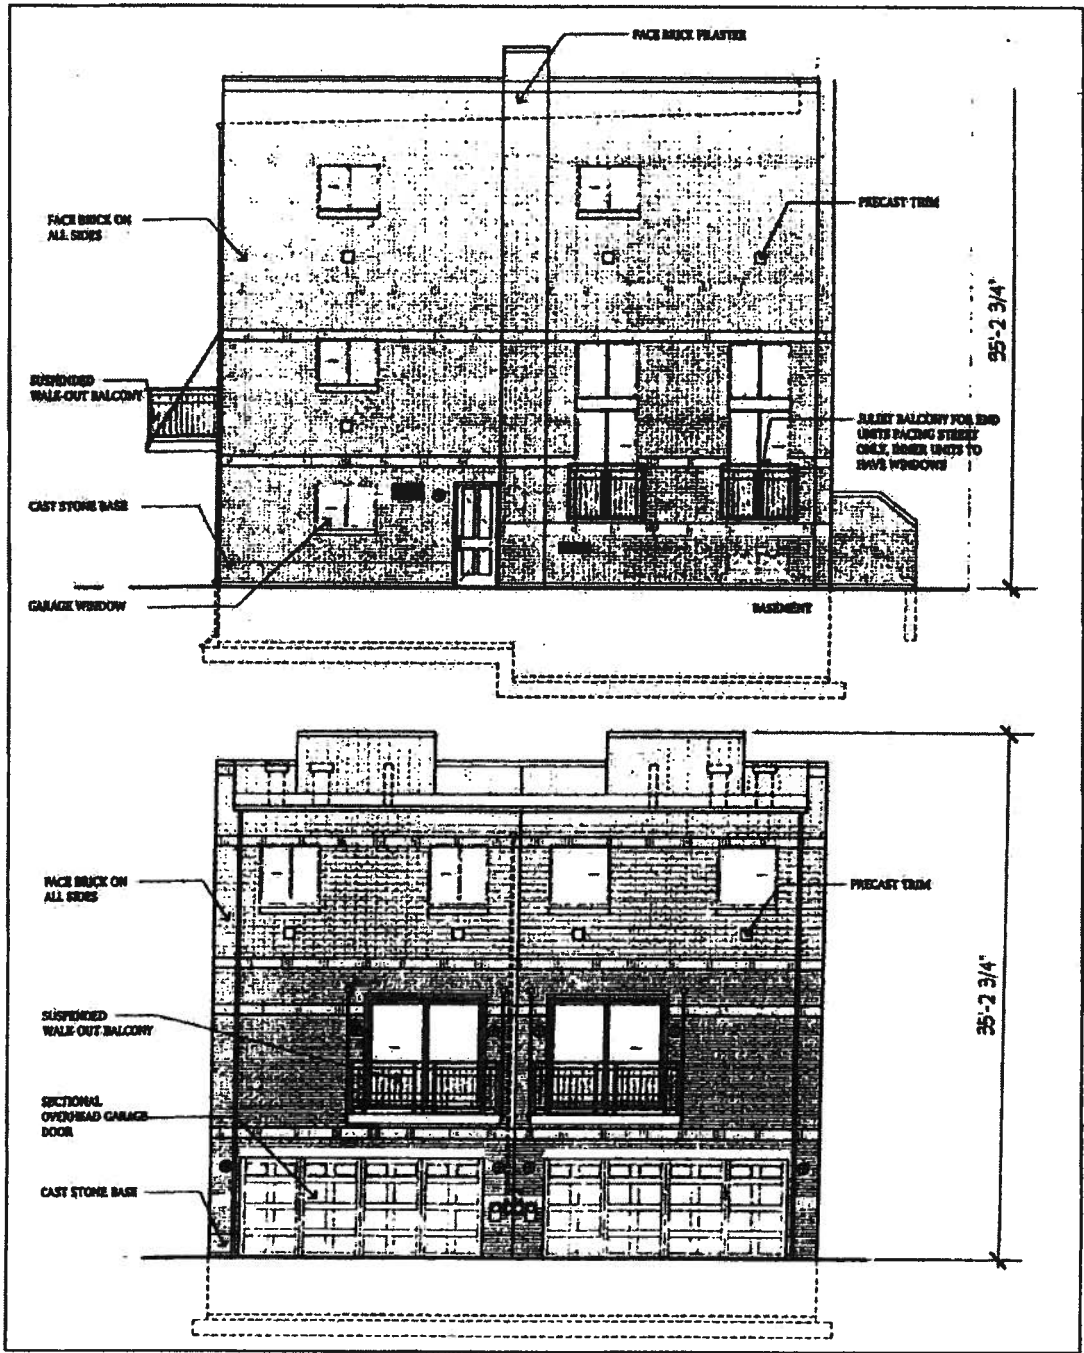 FACE BRICK PILASTER
FACE BRICK ON
ALL SIDES
PRECAST TRIM
35'-2 3/4"
SUSPENDED
WALK-OUT BALCONY
JULIET BALCONY FOR END
UNITS FACING STREET
ONLY, INNER UNITS TO
HAVE WINDOWS
CAST STONE BASE
GARAGE WINDOW
BASEMENT
FACE BRICK ON
ALL SIDES
PRECAST TRIM
35'-2 3/4"
SUSPENDED
WALK-OUT BALCONY
SECTIONAL
OVERHEAD GARAGE
DOOR
CAST STONE BASE